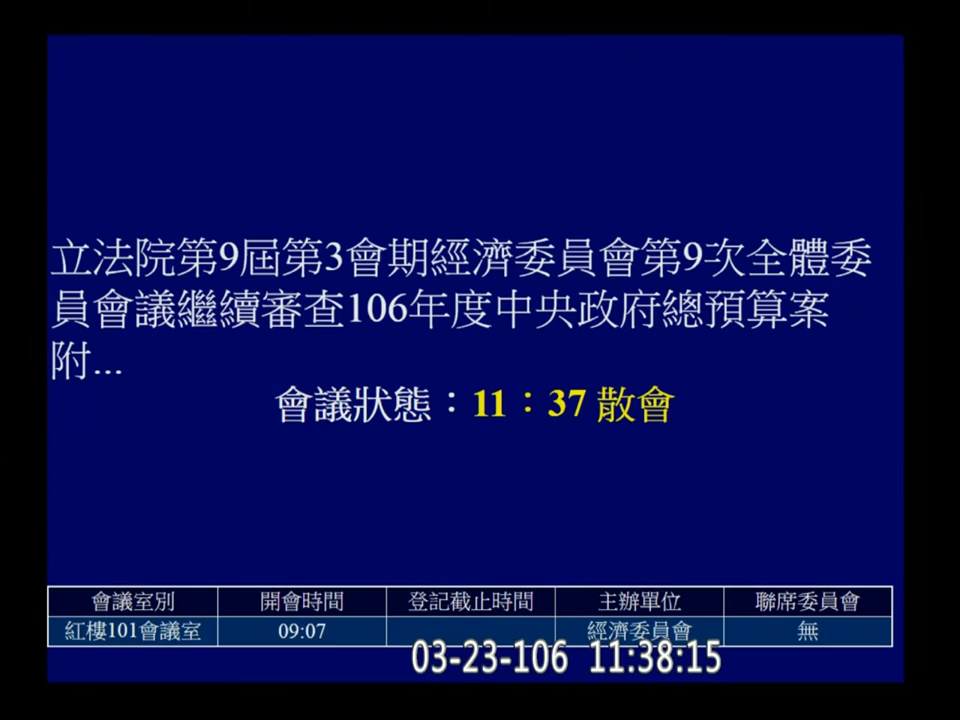 立法院第9屆第3會期經濟委員會第9次全體委
員會議繼續審查106年度中央政府總預算案
附...
會議狀態：11：37 散會
會議室別 開會時間 登記截止時間 主辦單位 聯席委員會
紅樓101會議室 09:07 經濟委員會 無
03-23-106 11:38:15